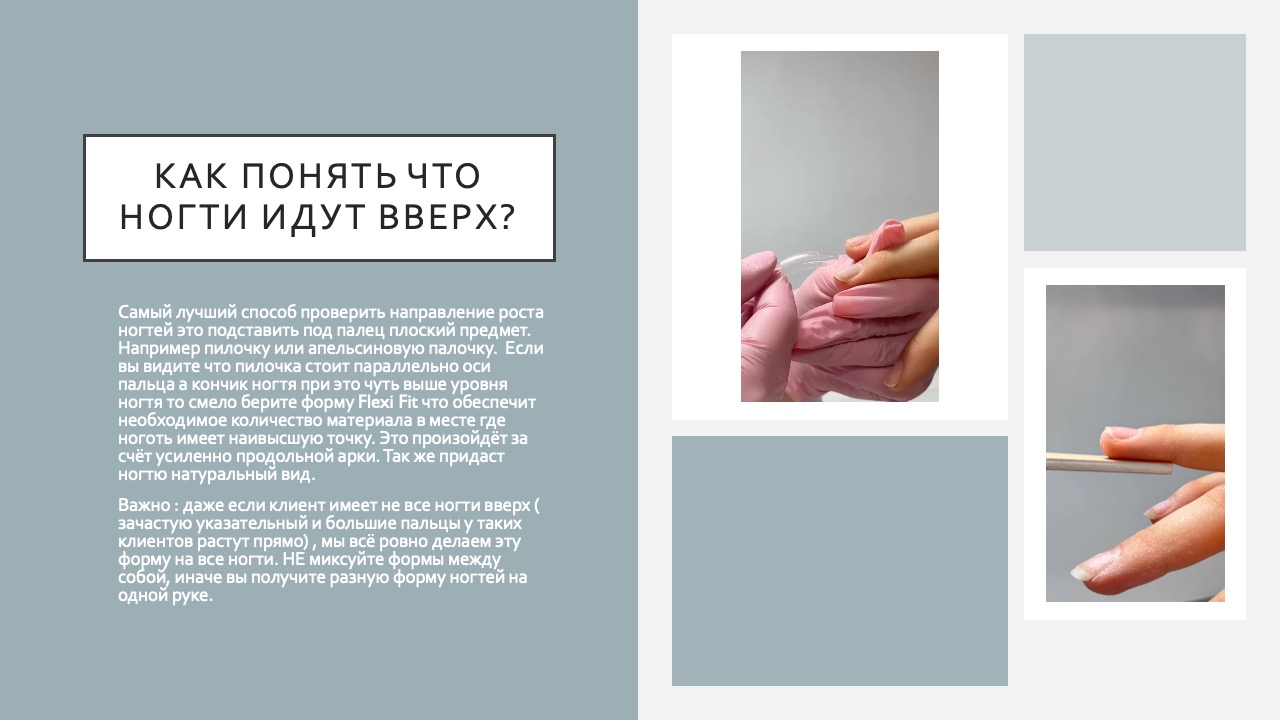 КАК ПОНЯТЬ ЧТО
НОГТИ ИДУТ ВВЕРХ?
Самый лучший способ проверить направление роста
ногтей это подставить под палец плоский предмет.
Например пилочку или апельсиновую палочку.  Если
вы видите что пилочка стоит параллельно оси
пальца а кончик ногтя при это чуть выше уровня
ногтя то смело берите форму Flexi Fit что обеспечит
необходимое количество материала в месте где
ноготь имеет наивысшую точку. Это произойдёт за
счёт усиленно продольной арки. Так же придаст
ногтю натуральный вид.
Важно : даже если клиент имеет не все ногти вверх (
зачастую указательный и большие пальцы у таких
клиентов растут прямо) , мы всё ровно делаем эту
форму на все ногти. НЕ миксуйте формы между
собой, иначе вы получите разную форму ногтей на
одной руке.